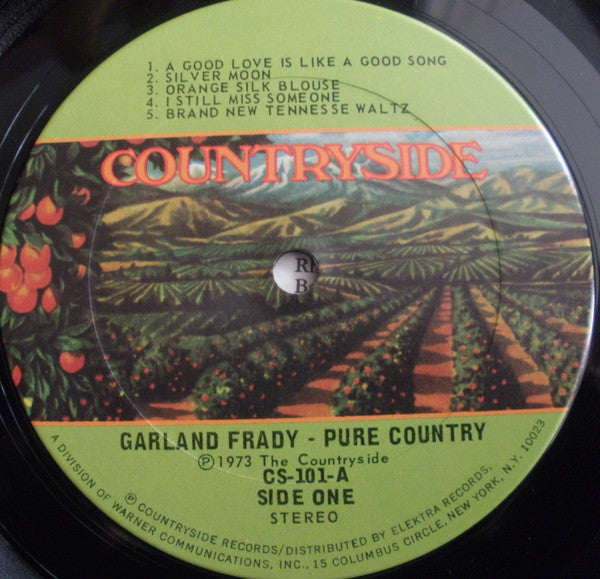 1. A GOOD LOVE IS LIKE A GOOD SONG
2. SILVER MOON
3. ORANGE SILK BLOUSE
4. I STILL MISS SOMEONE
5. BRAND NEW TENNESSE WALTZ
COUNTRYSIDE
GARLAND FRADY - PURE COUNTRY
Ⓟ1973 The Countryside
CS-101-A
SIDE ONE
STEREO
Ⓟ COUNTRYSIDE RECORDS/DISTRIBUTED BY ELEKTRA RECORDS,
A DIVISION OF WARNER COMMUNICATIONS, INC., 15 COLUMBUS CIRCLE, NEW YORK, N.Y. 10023